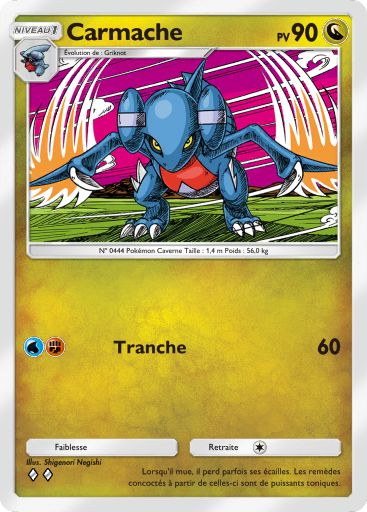 NIVEAU 1
Carmache
PV 90
Évolution de : Griknot
N° 0444 Pokémon Caverne Taille : 1,4 m Poids : 56,0 kg
Tranche 60
Faiblesse
Retraite
Illus. Shigenori Negishi
Lorsqu'il mue, il perd parfois ses écailles. Les remèdes
concoctés à partir de celles-ci sont de puissants toniques.